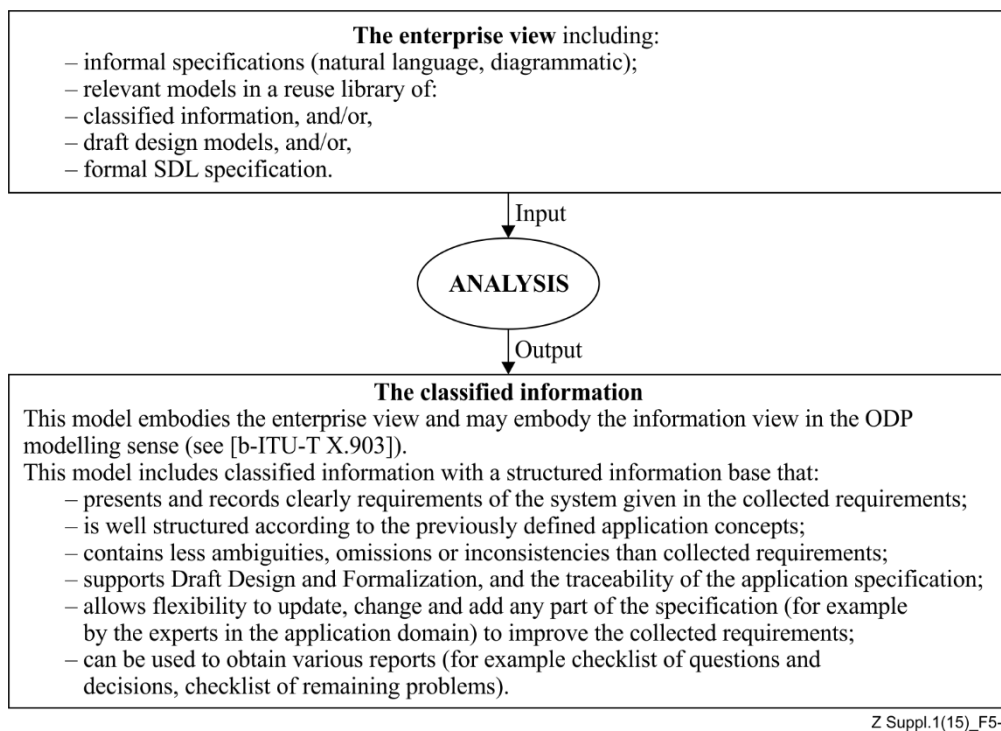 The enterprise view including:
– informal specifications (natural language, diagrammatic);
– relevant models in a reuse library of:
– classified information, and/or,
– draft design models, and/or,
– formal SDL specification.
Input
ANALYSIS
Output
The classified information
This model embodies the enterprise view and may embody the information view in the ODP
modelling sense (see [b-ITU-T X.903]).
This model includes classified information with a structured information base that:
– presents and records clearly requirements of the system given in the collected requirements;
– is well structured according to the previously defined application concepts;
– contains less ambiguities, omissions or inconsistencies than collected requirements;
– supports Draft Design and Formalization, and the traceability of the application specification;
– allows flexibility to update, change and add any part of the specification (for example
by the experts in the application domain) to improve the collected requirements;
– can be used to obtain various reports (for example checklist of questions and
decisions, checklist of remaining problems).
Z Suppl.1(15)_F5-